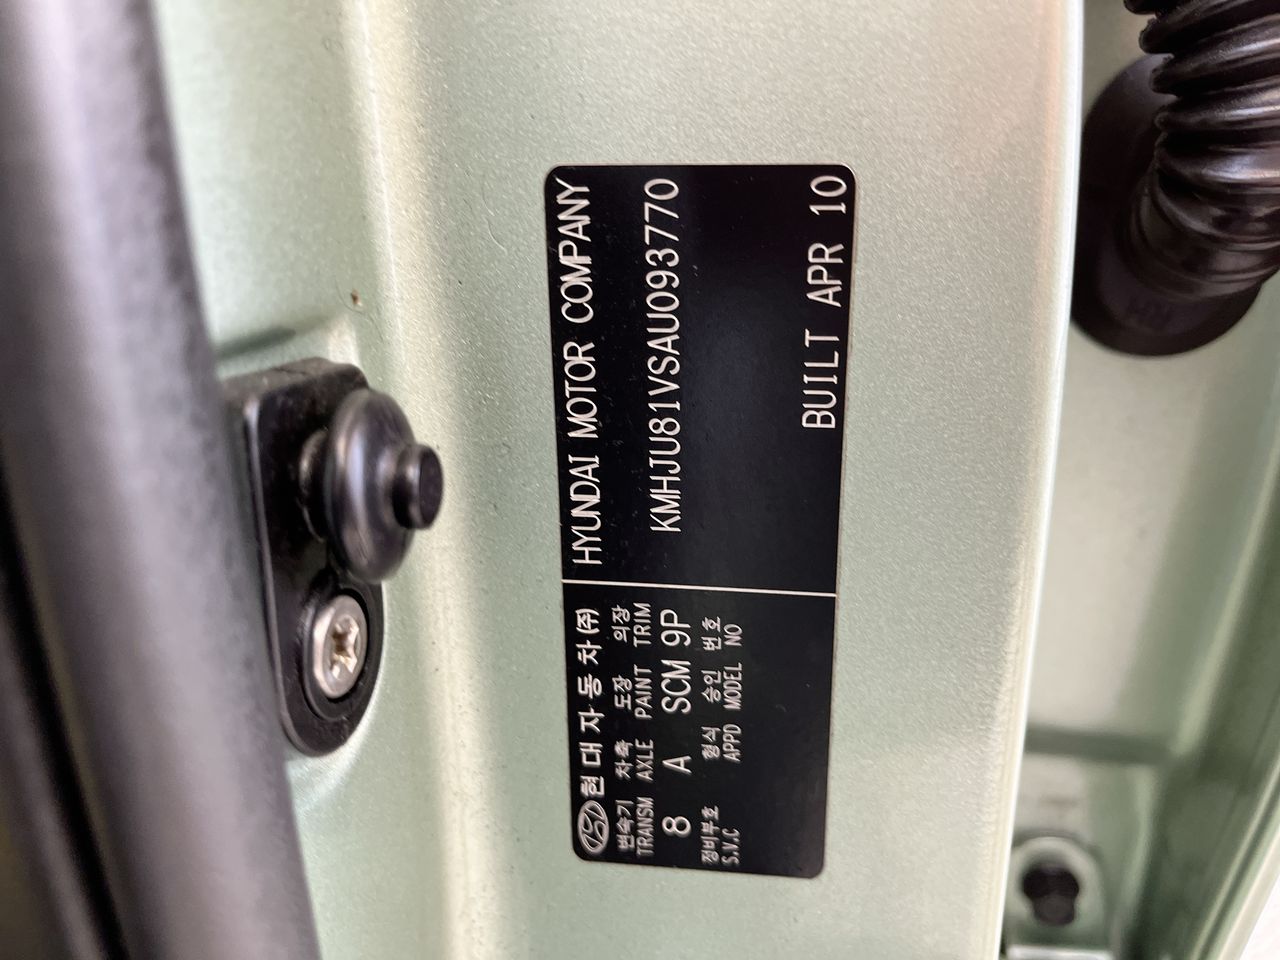 현대자동차(주)
변속기 차축 도장 의장
TRANSM AXLE PAINT TRIM
8 A SCM 9P
정비부호 형식 승인 번호
S.V.C APPD MODEL NO
HYUNDAI MOTOR COMPANY
KMHJU81VSAU093770
BUILT APR 10